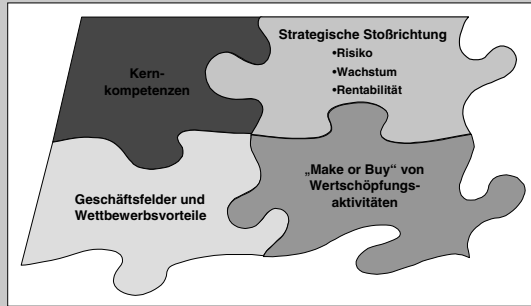 Kern-
kompetenzen
Strategische Stoßrichtung
•Risiko
•Wachstum
•Rentabilität
Geschäftsfelder und
Wettbewerbsvorteile
„Make or Buy“ von
Wertschöpfungs-
aktivitäten